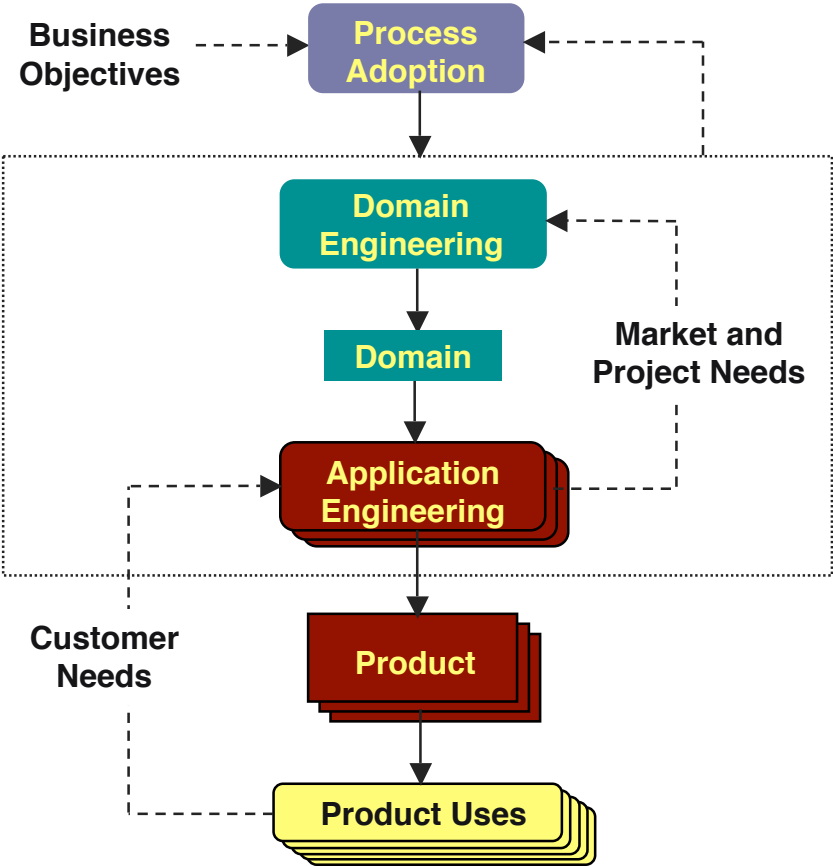 Business
Objectives
Process
Adoption
Domain
Engineering
Market and
Project Needs
Domain
Application
Engineering
Customer
Needs
Product
Product Uses